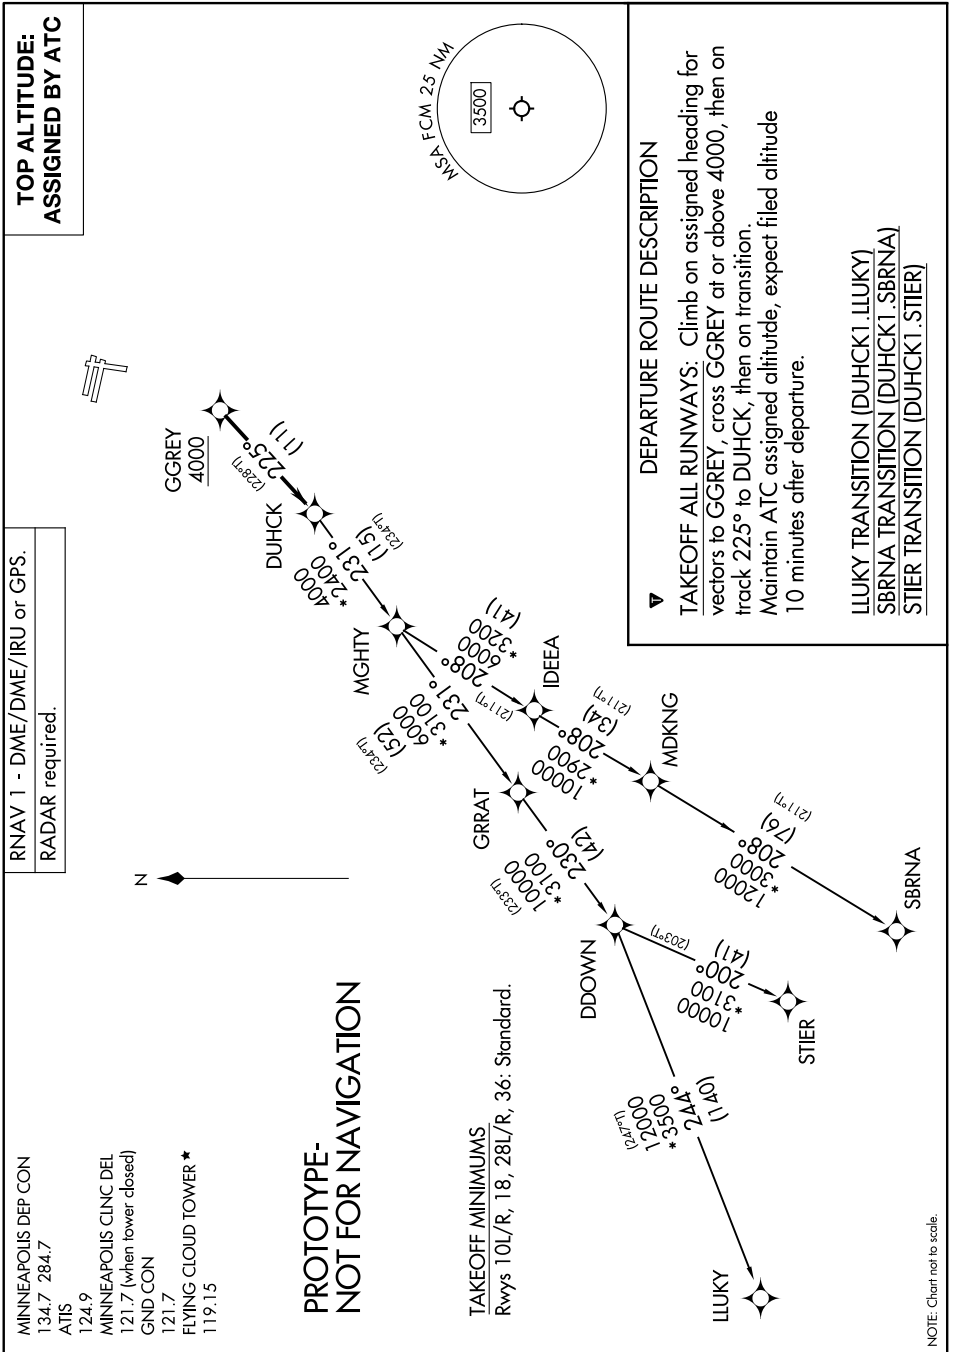 MINNEAPOLIS DEP CON
134.7 284.7
ATIS
124.9
MINNEAPOLIS CLNC DEL
121.7 (when tower closed)
GND CON
121.7
FLYING CLOUD TOWER ★
119.15
RNAV 1 - DME/DME/IRU or GPS.
RADAR required.
TOP ALTITUDE:
ASSIGNED BY ATC
PROTOTYPE-
NOT FOR NAVIGATION
N
TAKEOFF MINIMUMS
Rwys 10L/R, 18, 28L/R, 36: Standard.
GGREY
4000
(228°T)
225°
(11)
DUHCK
4000
*2400
231°
(15)
(234°T)
MGHTY
(234°T)
(52)
6000
*3100
231°
(41)
6000
*3200
208°
(211°T)
IDEEA
GRRAT
10000
*2900
208°
(34)
(211°T)
MDKNG
(233°T)
10000
*3100
230°
(42)
DDOWN
12000
*3000
208°
(76)
(211°T)
SBRNA
(203°T)
10000
*3100
200°
(41)
STIER
(247°T)
12000
*3500
244°
(140)
LLUKY
MSA FCM 25 NM
3500
DEPARTURE ROUTE DESCRIPTION
T
TAKEOFF ALL RUNWAYS: Climb on assigned heading for
vectors to GGREY, cross GGREY at or above 4000, then on
track 225° to DUHCK, then on transition.
Maintain ATC assigned altitutde, expect filed altitude
10 minutes after departure.
LLUKY TRANSITION (DUHCK1.LLUKY)
SBRNA TRANSITION (DUHCK1.SBRNA)
STIER TRANSITION (DUHCK1.STIER)
NOTE: Chart not to scale.